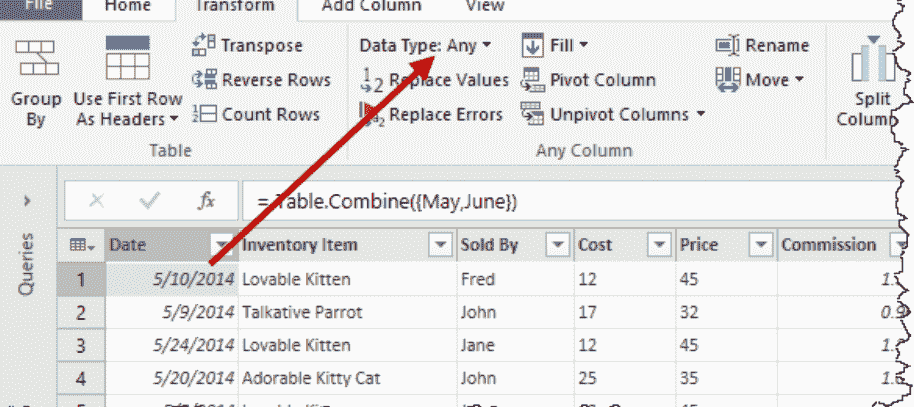 File Home Transform Add Column View
Transpose Data Type: Any Fill Rename
Reverse Rows Replace Values Pivot Column Move
Group By Use First Row As Headers Count Rows Replace Errors Unpivot Columns Split
Table Any Column
fx = Table.Combine({May,June})
Queries
Date Inventory Item Sold By Cost Price Commission
1 5/10/2014 Lovable Kitten Fred 12 45
2 5/9/2014 Talkative Parrot John 17 32
3 5/24/2014 Lovable Kitten Jane 12 45
4 5/20/2014 Adorable Kitty Cat John 25 35